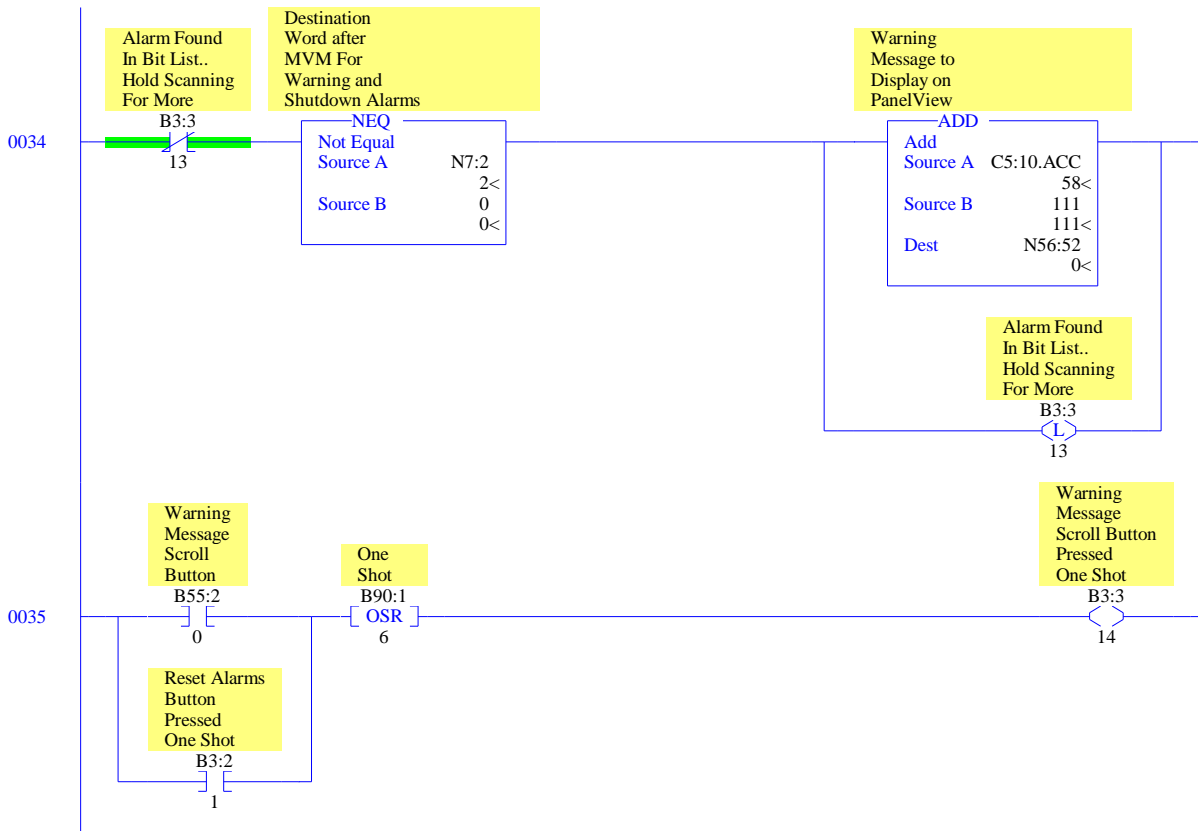 Alarm Found
In Bit List..
Hold Scanning
For More
B3:3
13
Destination
Word after
MVM For
Warning and
Shutdown Alarms
NEQ
Not Equal
Source A N7:2
2<
Source B 0
0<
Warning
Message to
Display on
PanelView
ADD
Add
Source A C5:10.ACC
58<
Source B 111
111<
Dest N56:52
0<
0034
Alarm Found
In Bit List..
Hold Scanning
For More
B3:3
L
13
Warning
Message
Scroll
Button
B55:2
0
One
Shot
B90:1
OSR
6
Warning
Message
Scroll Button
Pressed
One Shot
B3:3
14
0035
Reset Alarms
Button
Pressed
One Shot
B3:2
1